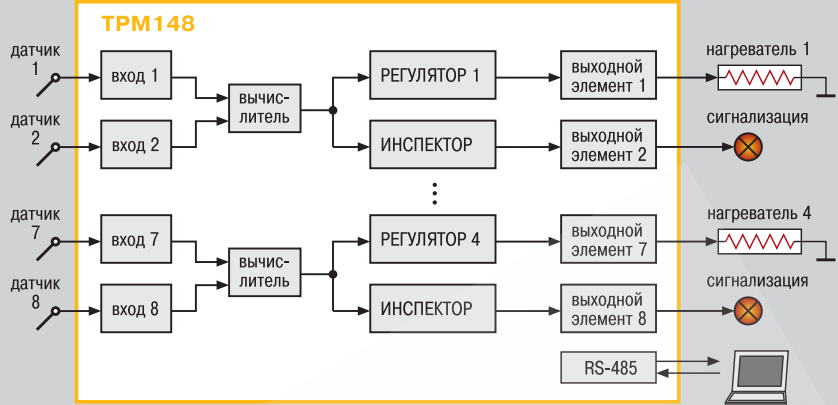 ТРМ148
датчик
1
вход 1
вычис-
литель
РЕГУЛЯТОР 1
выходной
элемент 1
нагреватель 1
датчик
2
вход 2
ИНСПЕКТОР
выходной
элемент 2
сигнализация
датчик
7
вход 7
вычис-
литель
РЕГУЛЯТОР 4
выходной
элемент 7
нагреватель 4
датчик
8
вход 8
ИНСПЕКТОР
выходной
элемент 8
сигнализация
RS-485